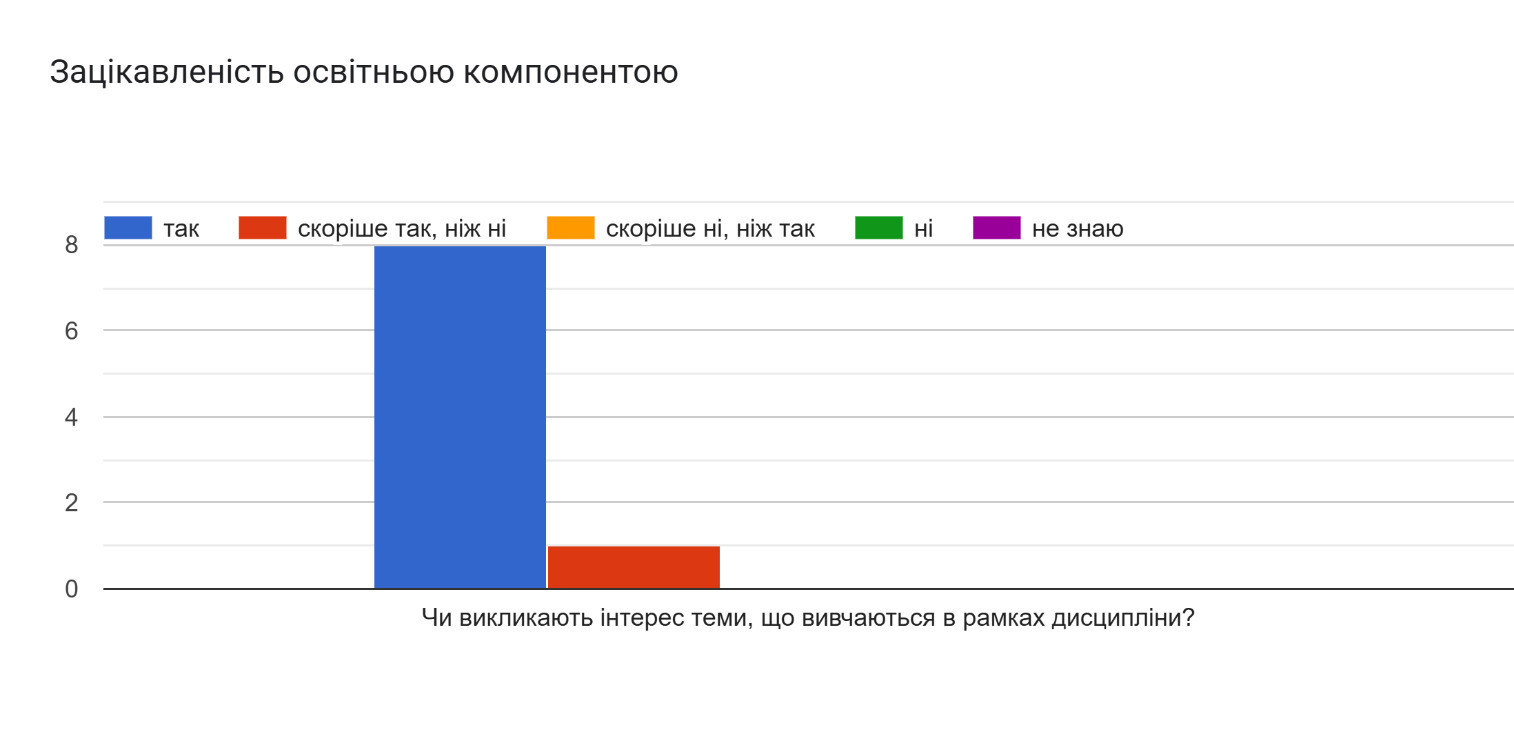 Зацікавленість освітньою компонентою
так скоріше так, ніж ні скоріше ні, ніж так ні не знаю
8
6
4
2
0
Чи викликають інтерес теми, що вивчаються в рамках дисципліни?